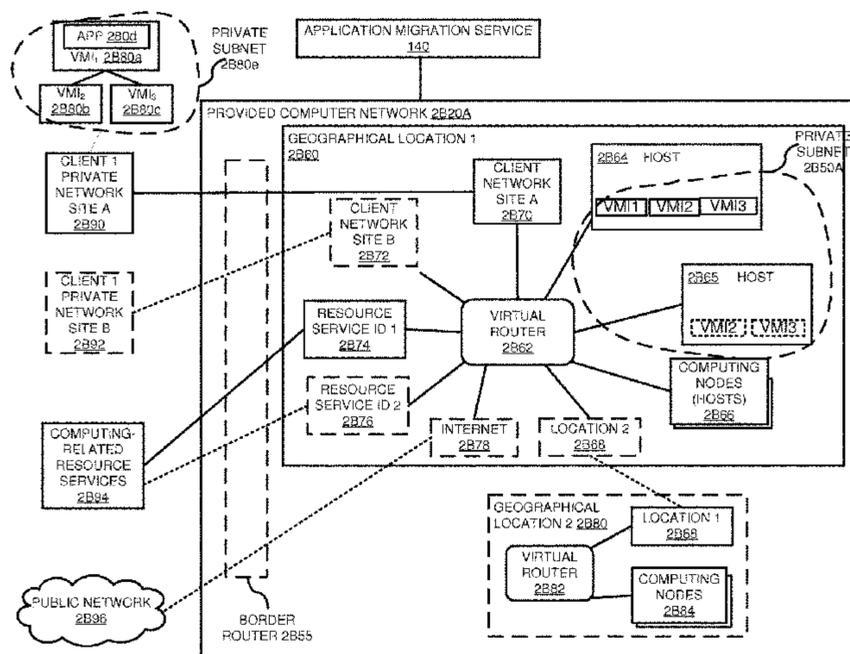 APP 280d
VMI₁ 2B80a
VMI₂
2B80b
VMI₃
2B80c
PRIVATE
SUBNET
2B80e
APPLICATION MIGRATION SERVICE
140
PROVIDED COMPUTER NETWORK 2B20A
GEOGRAPHICAL LOCATION 1
2B60
PRIVATE
SUBNET
2B50A
2B64 HOST
VMI1 VMI2 VMI3
2B65 HOST
VMI2 VMI3
CLIENT 1
PRIVATE
NETWORK
SITE A
2B90
CLIENT
NETWORK
SITE A
2B70
CLIENT
NETWORK
SITE B
2B72
CLIENT 1
PRIVATE
NETWORK
SITE B
2B92
RESOURCE
SERVICE ID 1
2B74
VIRTUAL
ROUTER
2B62
RESOURCE
SERVICE ID 2
2B76
COMPUTING
NODES
(HOSTS)
2B66
INTERNET
2B78
LOCATION 2
2B68
COMPUTING-
RELATED
RESOURCE
SERVICES
2B94
GEOGRAPHICAL
LOCATION 2 2B80
LOCATION 1
2B68
VIRTUAL
ROUTER
2B82
COMPUTING
NODES
2B84
PUBLIC NETWORK
2B96
BORDER
ROUTER 2B55